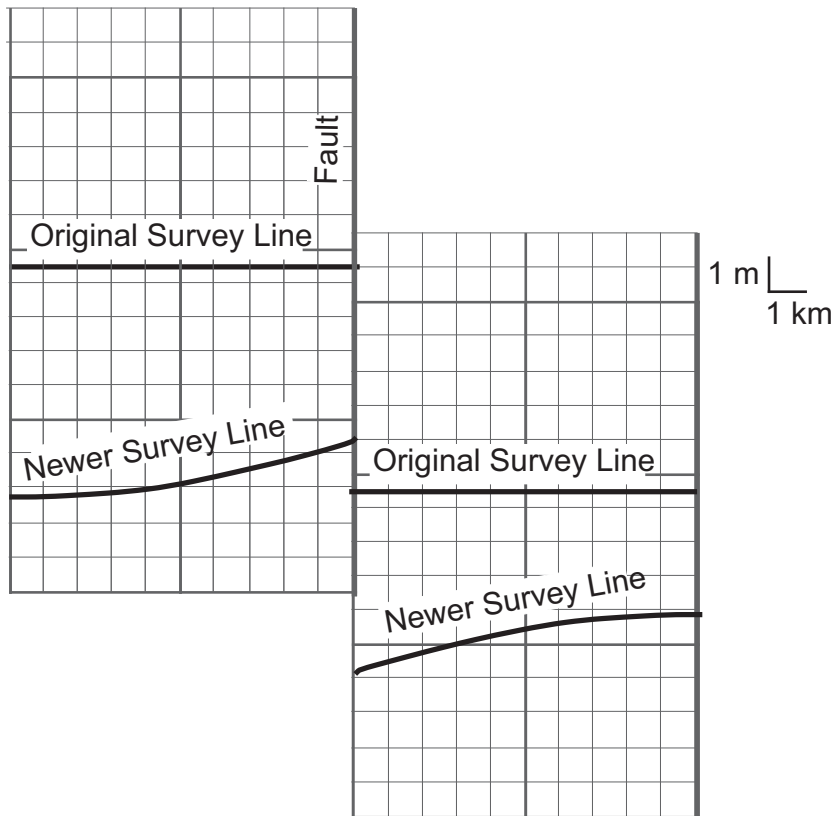 Fault
Original Survey Line
1 m
1 km
Newer Survey Line
Original Survey Line
Newer Survey Line